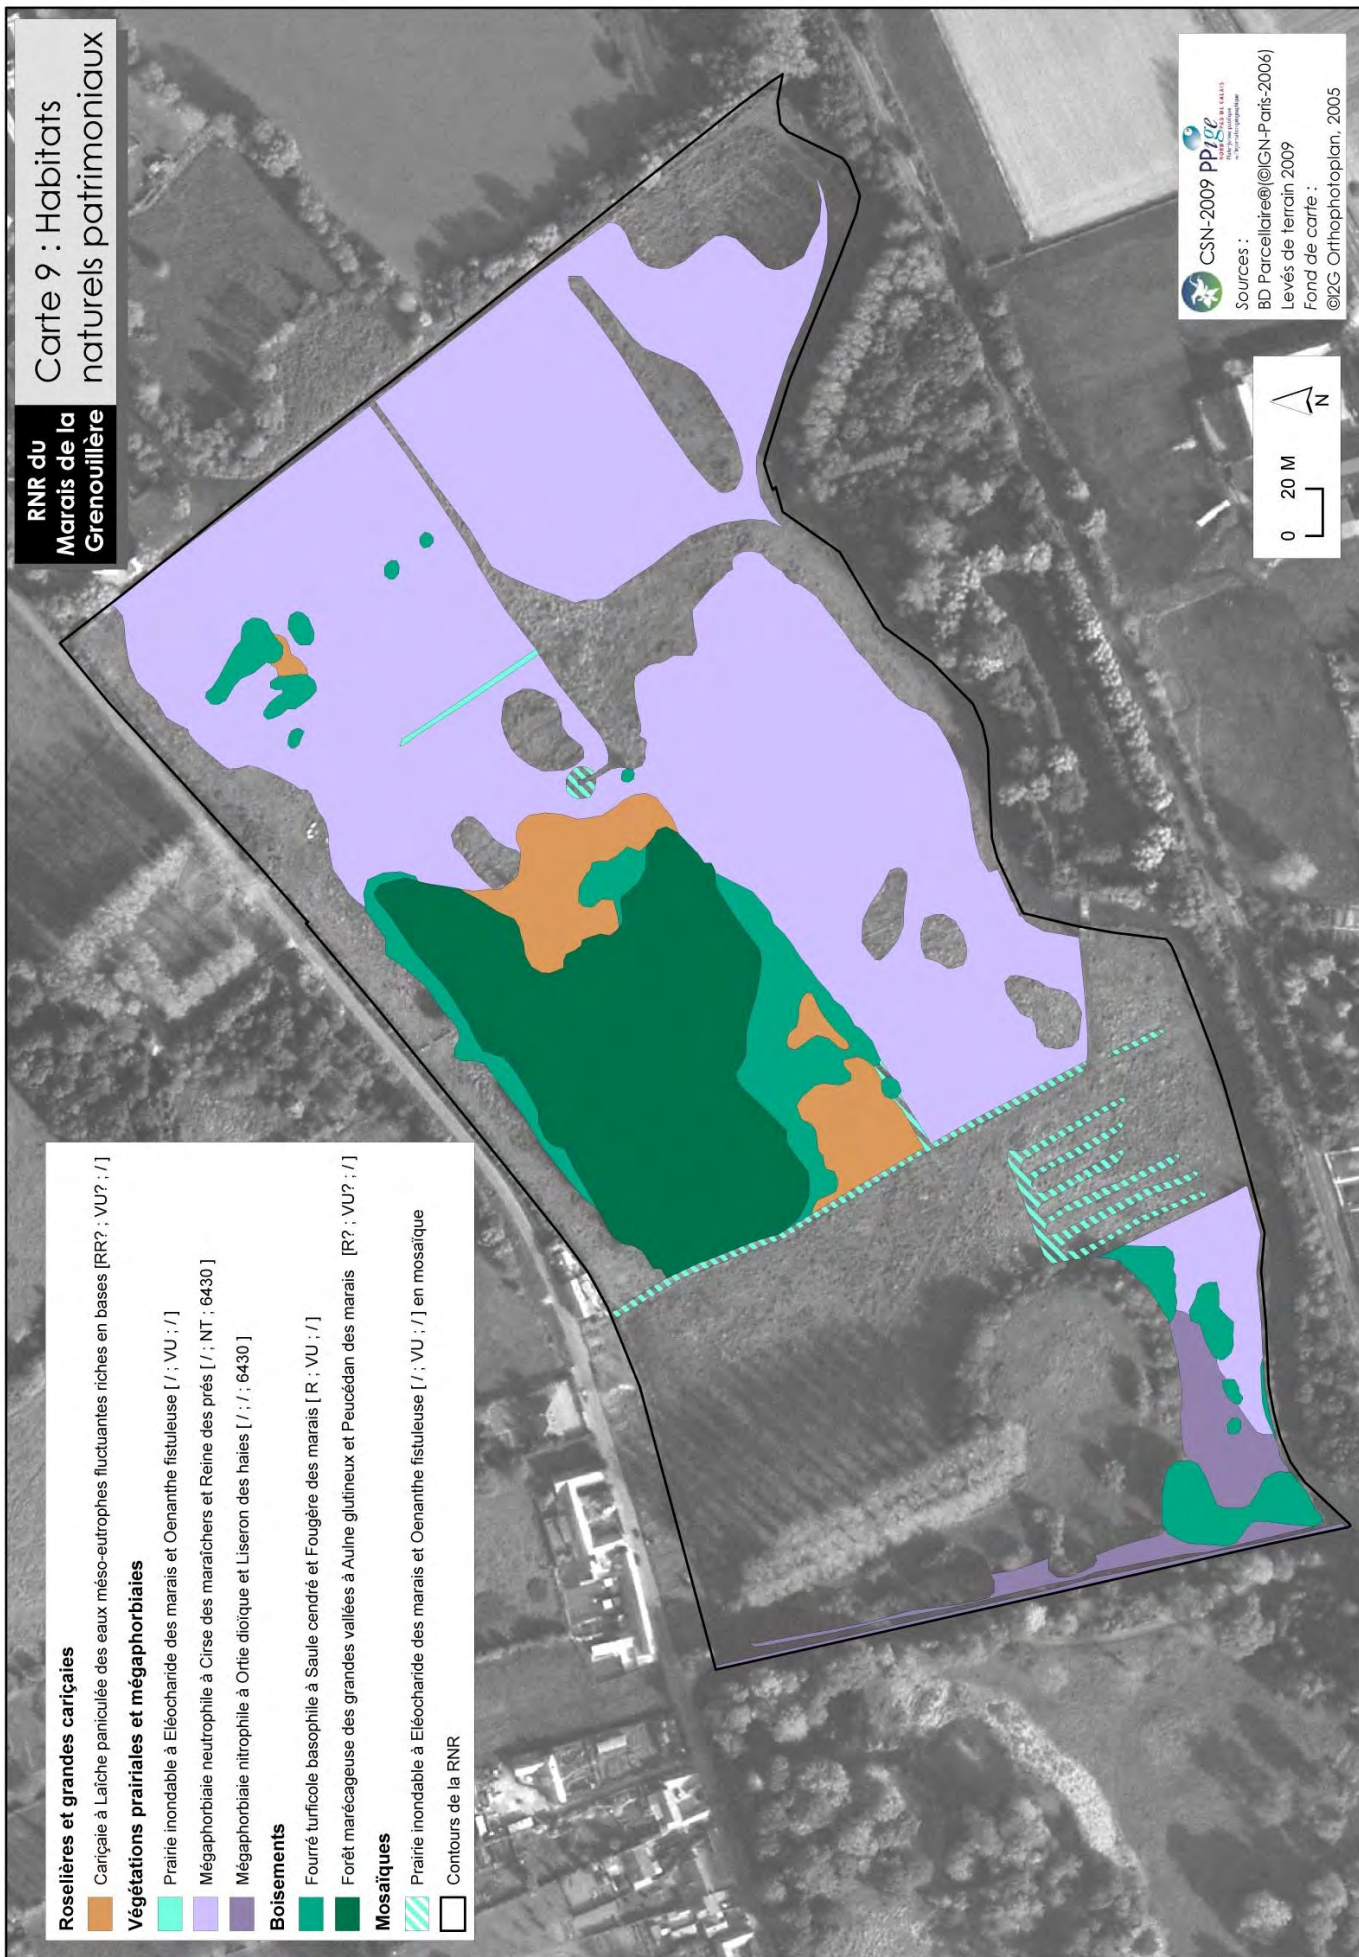 RNR du
Marais de la
Grenouillère
Carte 9 : Habitats
naturels patrimoniaux
Roselières et grandes cariçaies
Cariçaie à Laîche paniculée des eaux méso-eutrophes fluctuantes riches en bases [RR? ; VU? ; / ]
Végétations prairiales et mégaphorbiaies
Prairie inondable à Eléocharide des marais et Oenanthe fistuleuse [ / ; VU ; / ]
Mégaphorbiaie neutrophile à Cirse des maraîchers et Reine des prés [ / ; NT ; 6430 ]
Mégaphorbiaie nitrophile à Ortie dioïque et Liseron des haies [ / ; / ; 6430 ]
Boisements
Fourré turficole basophile à Saule cendré et Fougère des marais [ R ; VU ; / ]
Forêt marécageuse des grandes vallées à Aulne glutineux et Peucédan des marais [R? ; VU? ; / ]
Mosaïques
Prairie inondable à Eléocharide des marais et Oenanthe fistuleuse [ / ; VU ; / ] en mosaïque
Contours de la RNR
0 20 M
N
CSN-2009 PPige
NORD PAS DE CALAIS
Sources :
BD Parcellaire®(©IGN-Paris-2006)
Levés de terrain 2009
Fond de carte :
©I2G Orthophotoplan, 2005